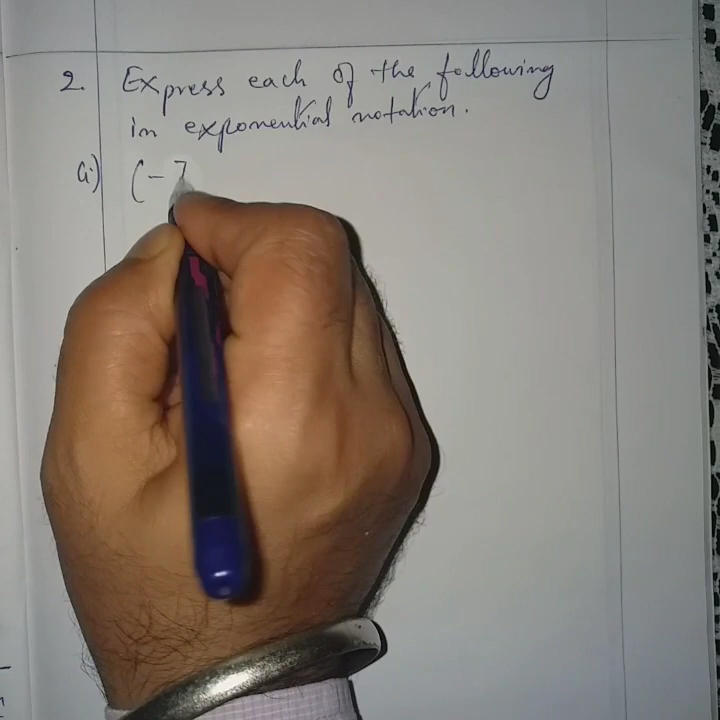 2. Express each of the following
in exponential notation.
(i) (-7